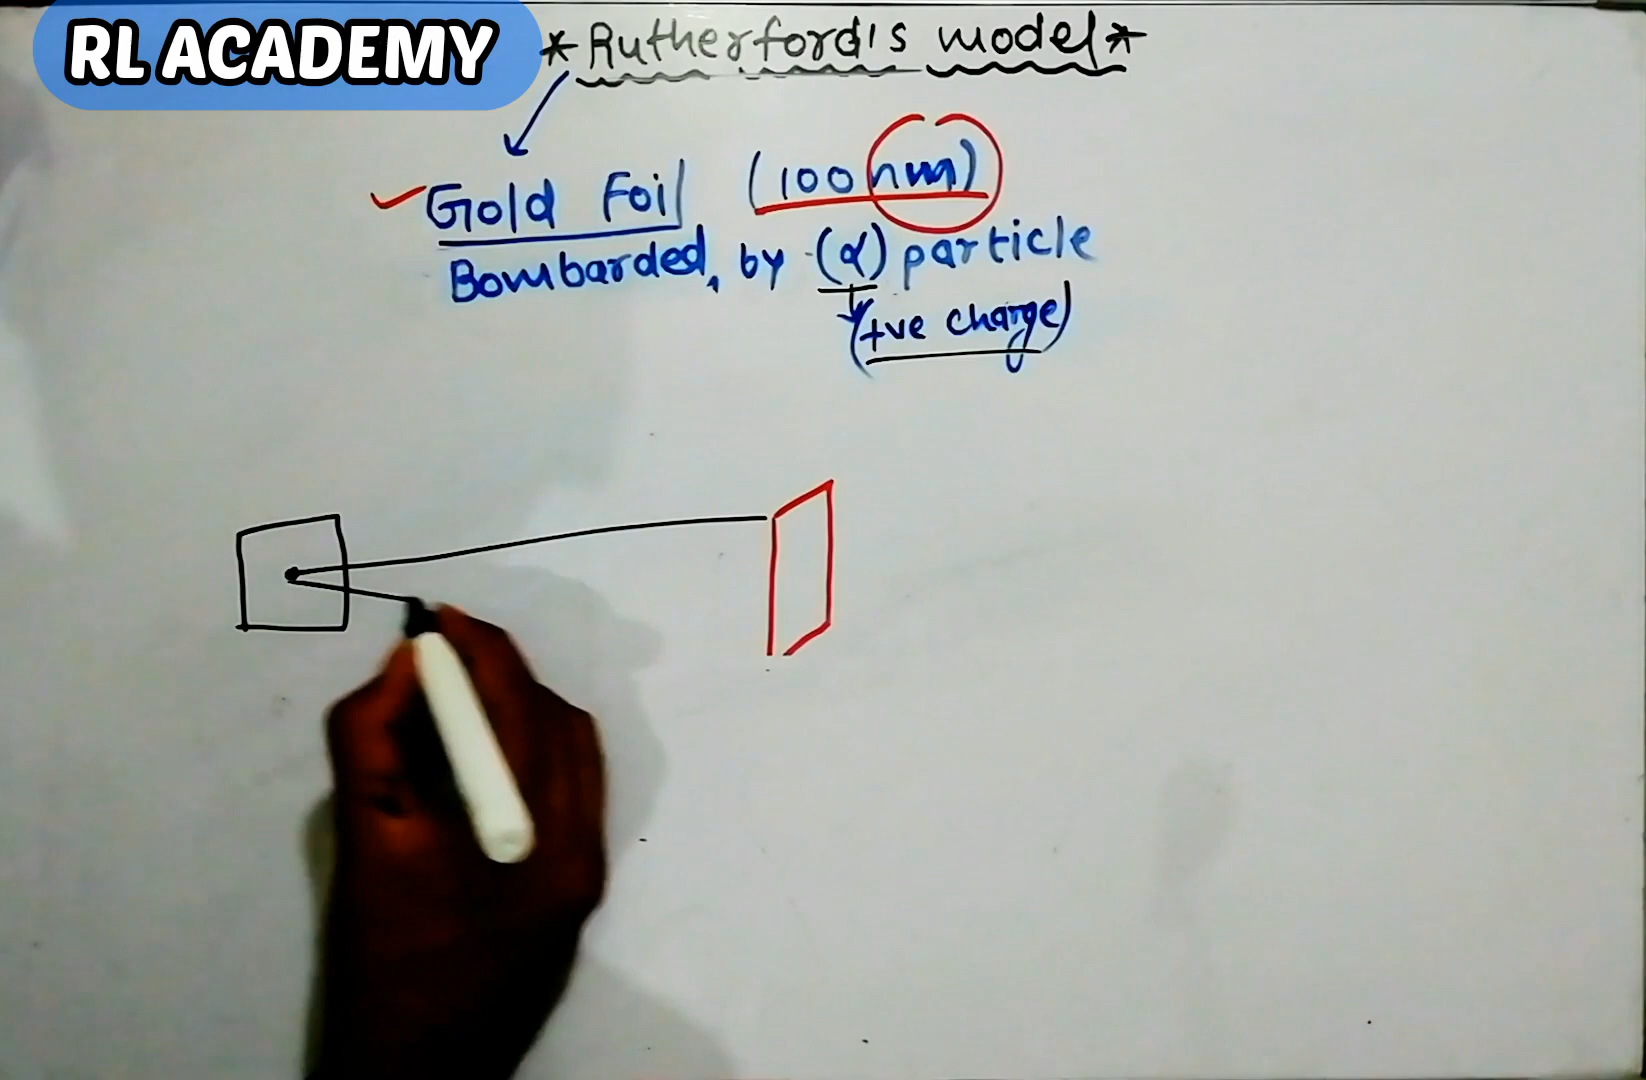 RL ACADEMY
*Rutherford's model*
Gold Foil (100 nm)
Bombarded, by (α) particle
(+ve charge)